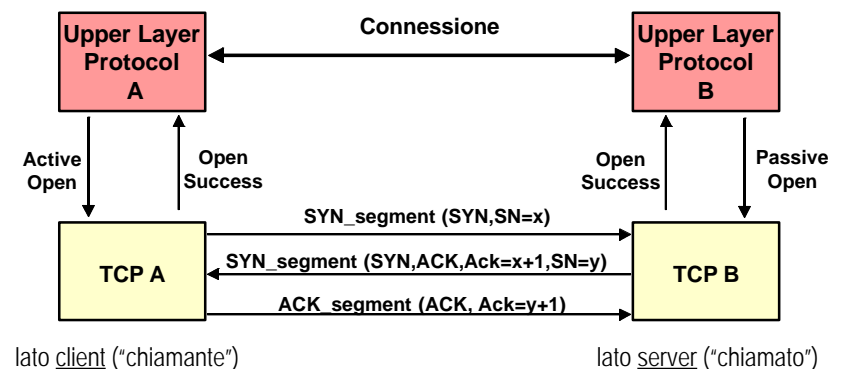 Connessione
Upper Layer
Protocol
A
Upper Layer
Protocol
B
Active
Open
Open
Success
Open
Success
Passive
Open
SYN_segment (SYN,SN=x)
TCP A
SYN_segment (SYN,ACK,Ack=x+1,SN=y)
TCP B
ACK_segment (ACK, Ack=y+1)
lato client (“chiamante”)
lato server (“chiamato”)